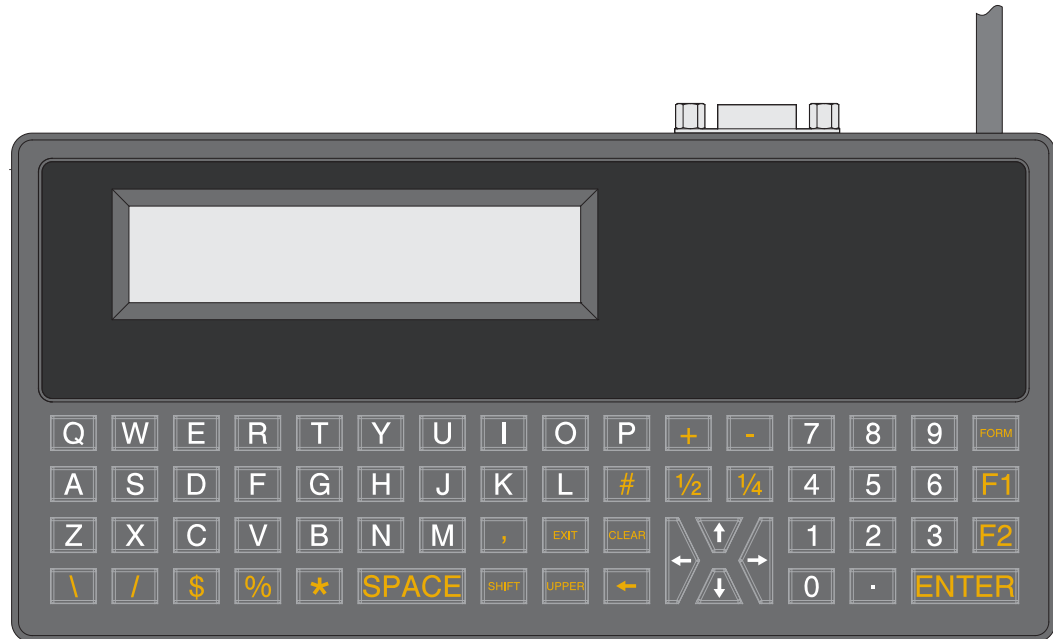 Q W E R T Y U I O P + - 7 8 9 FORM
A S D F G H J K L # ½ ¼ 4 5 6 F1
Z X C V B N M , EXIT CLEAR ↑ 1 2 3 F2
← →
\ / $ % * SPACE SHIFT UPPER ← ↓ 0 . ENTER